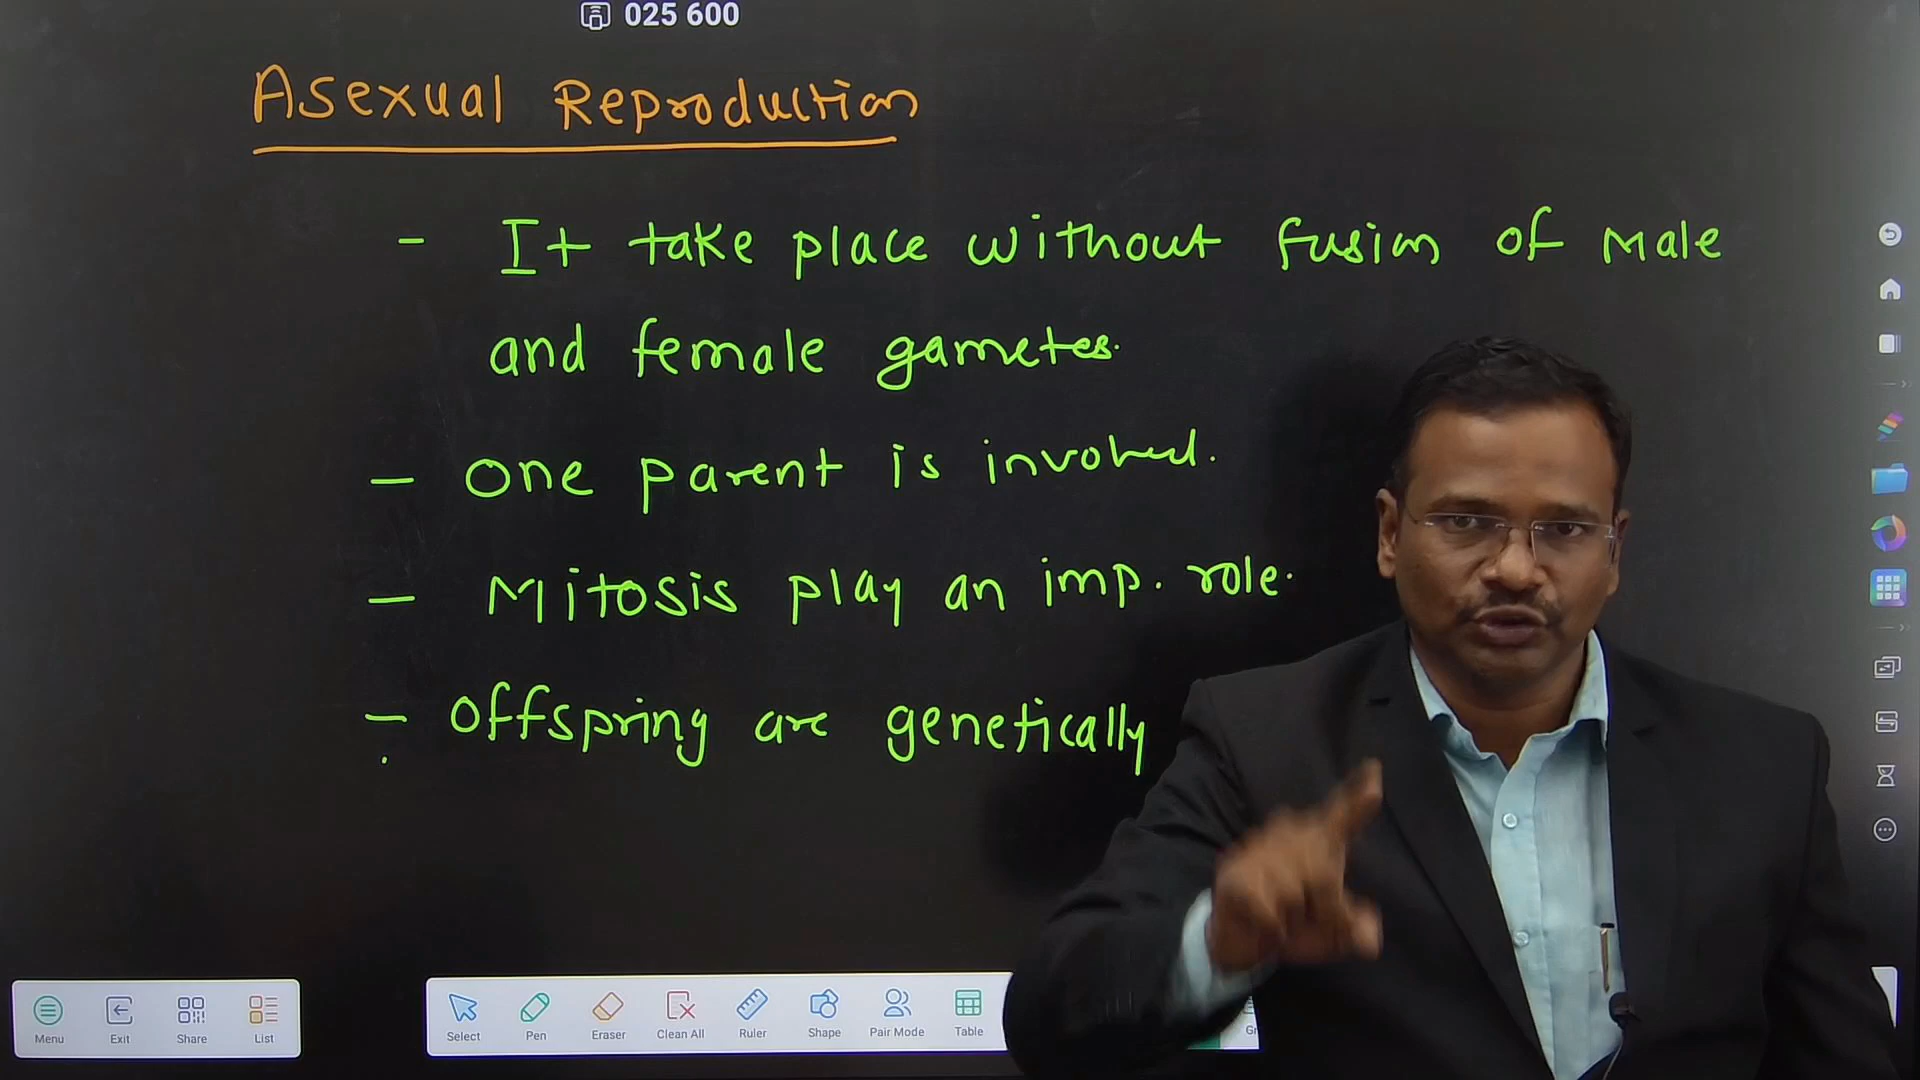 025 600
Asexual Reproduction
- It take place without fusion of Male
and female gametes.
- One parent is involved.
- Mitosis play an imp. role.
- Offspring are genetically
Menu Exit Share List
Select Pen Eraser Clean All Ruler Shape Pair Mode Table